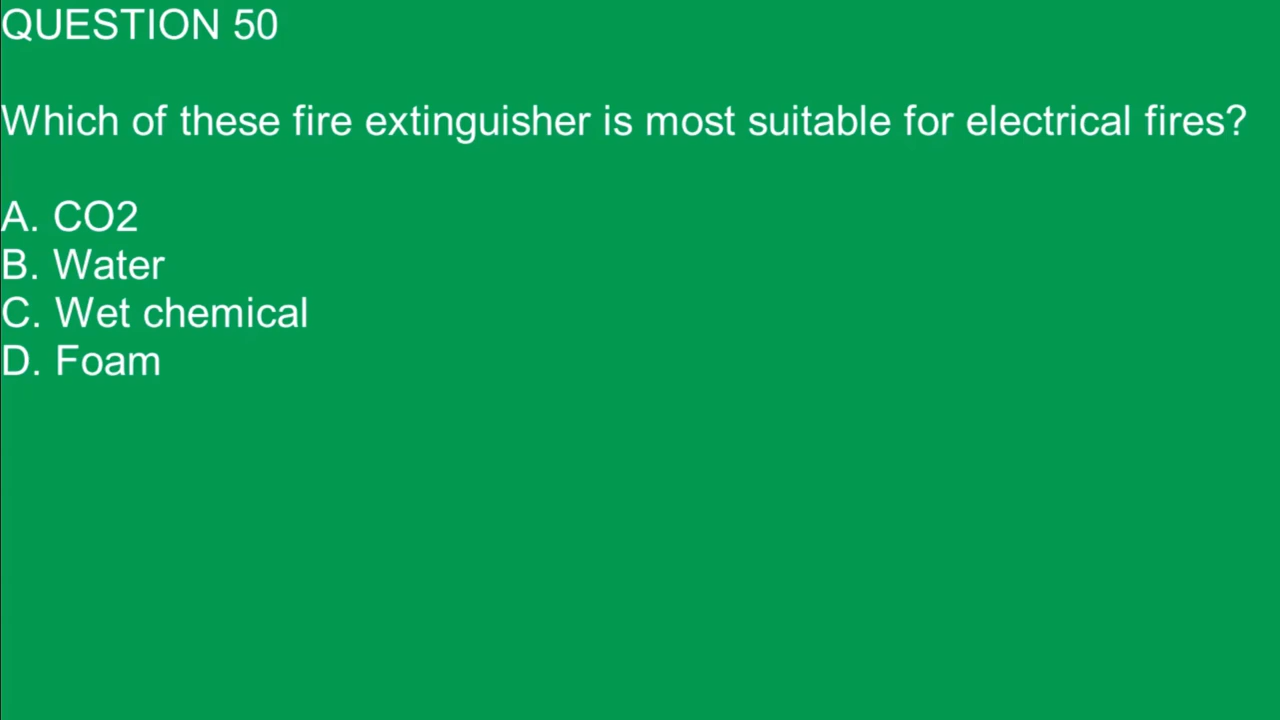 QUESTION 50
Which of these fire extinguisher is most suitable for electrical fires?
A. CO2
B. Water
C. Wet chemical
D. Foam